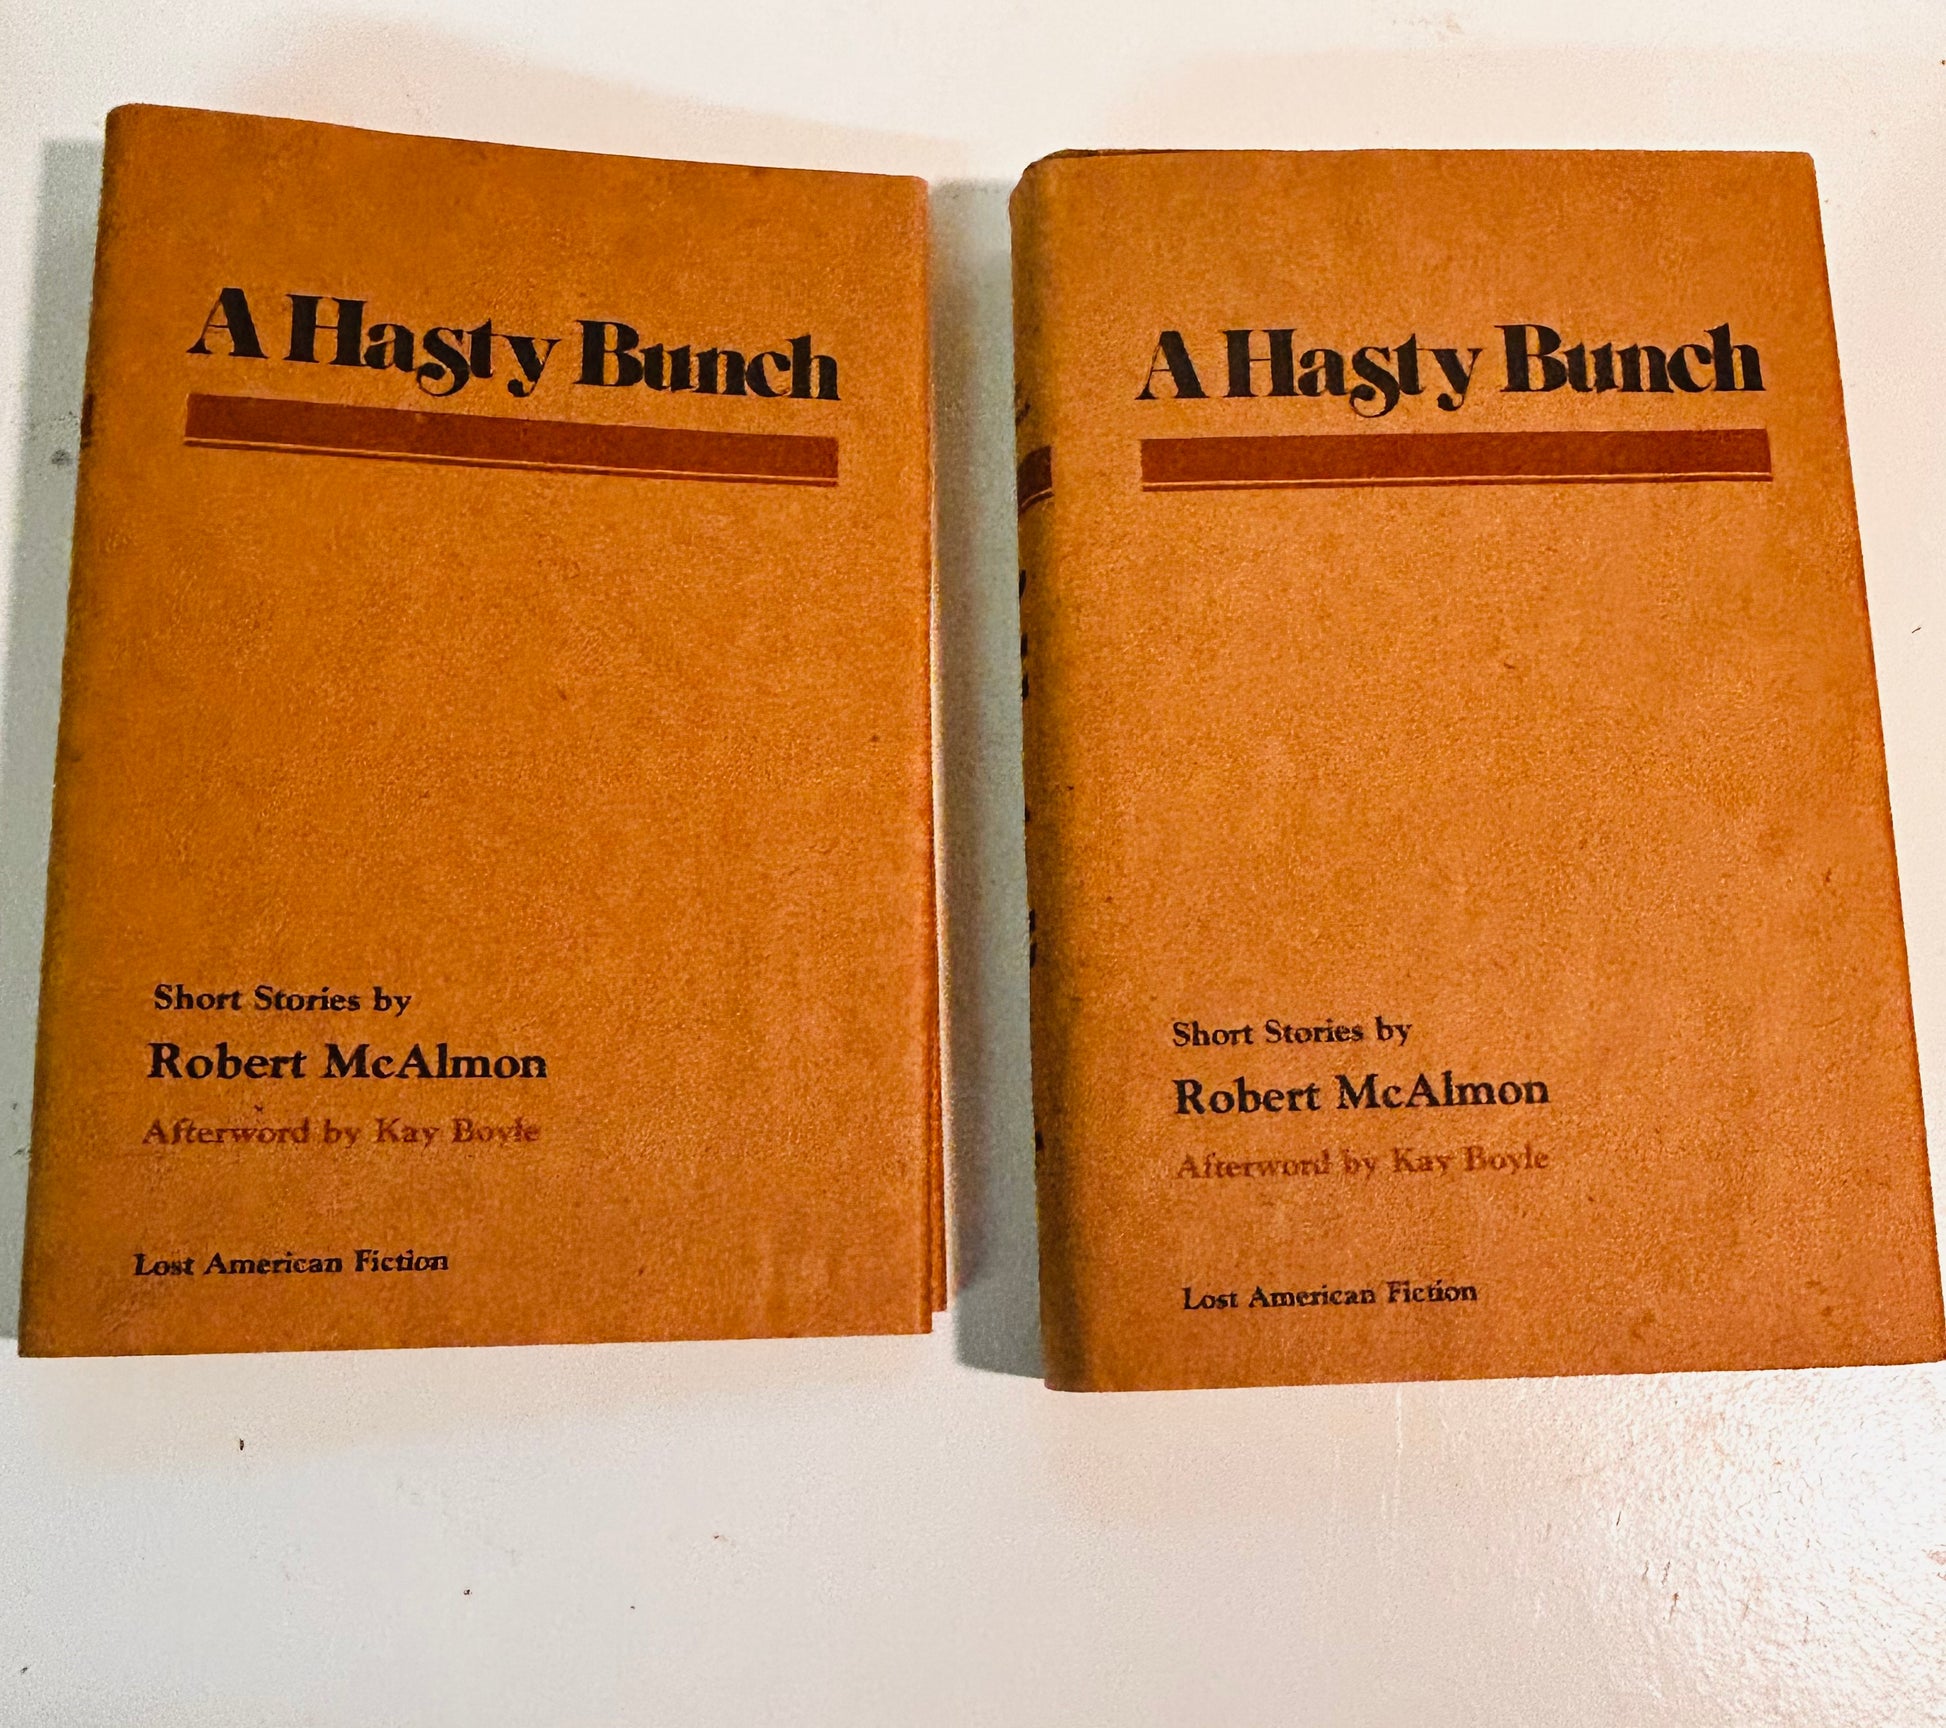 A Hasty Bunch
Short Stories by
Robert McAlmon
Afterword by Kay Boyle
Lost American Fiction
A Hasty Bunch
Short Stories by
Robert McAlmon
Afterword by Kay Boyle
Lost American Fiction